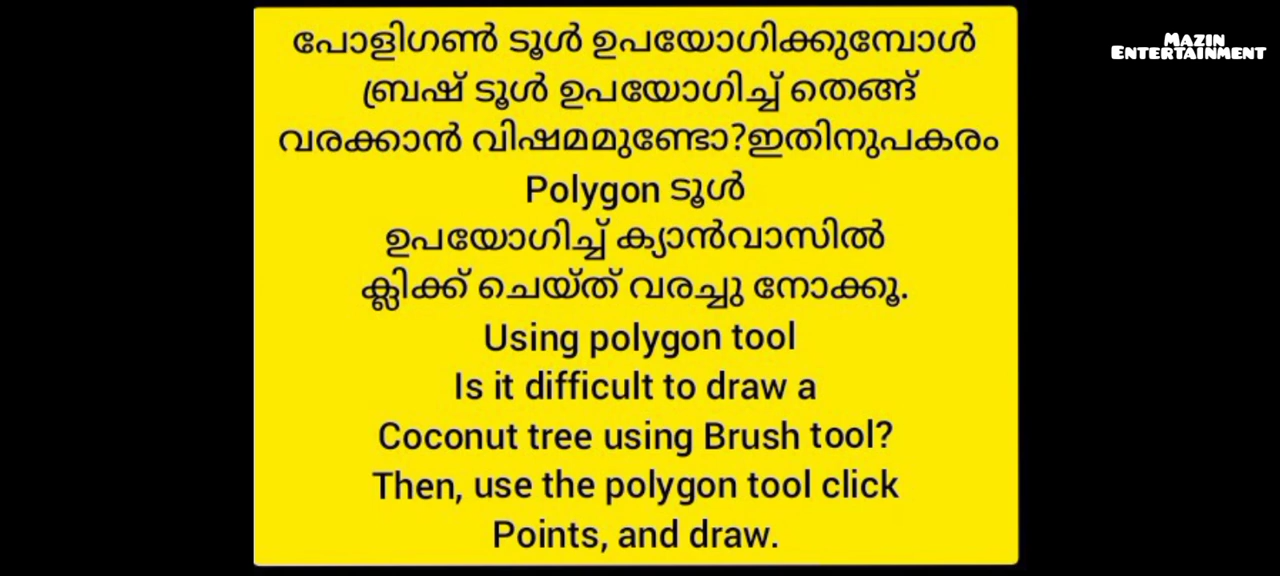 പോളിഗൺ ടൂൾ ഉപയോഗിക്കുമ്പോൾ
ബ്രഷ് ടൂൾ ഉപയോഗിച്ച് തെങ്ങ്
വരക്കാൻ വിഷമമുണ്ടോ?ഇതിനുപകരം
Polygon ടൂൾ
ഉപയോഗിച്ച് ക്യാൻവാസിൽ
ക്ലിക്ക് ചെയ്ത് വരച്ചു നോക്കൂ.
Using polygon tool
Is it difficult to draw a
Coconut tree using Brush tool?
Then, use the polygon tool click
Points, and draw.
MAZIN
ENTERTAINMENT